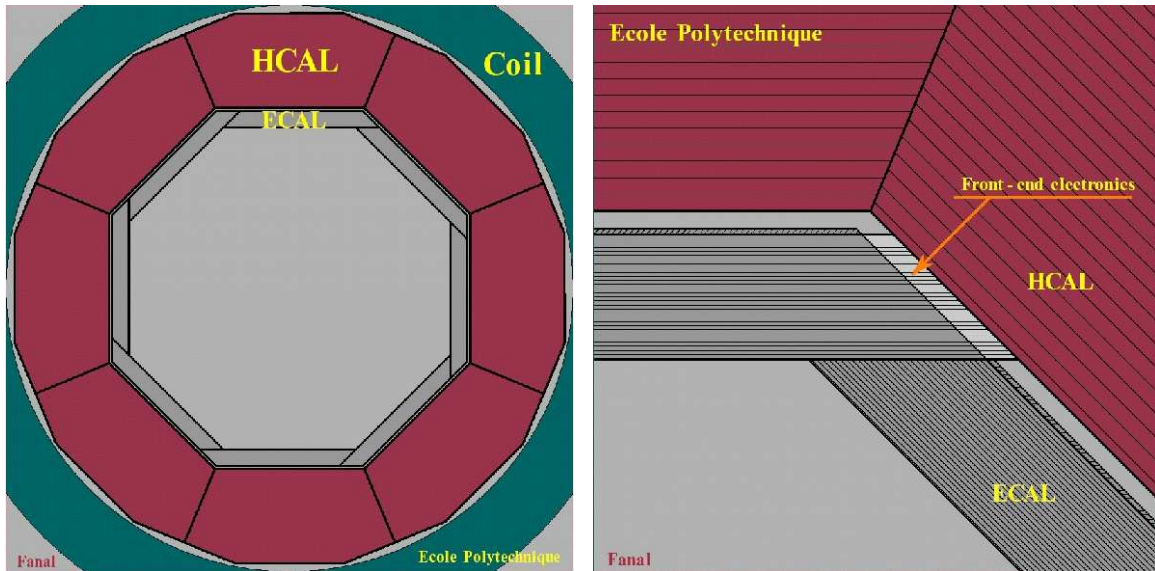 HCAL
Coil
ECAL
Fanal
Ecole Polytechnique
Ecole Polytechnique
Front-end electronics
HCAL
ECAL
Fanal